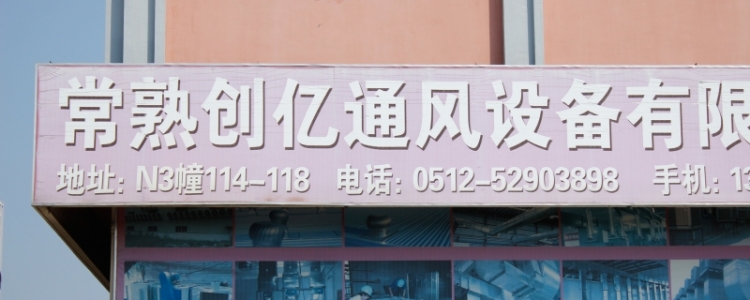 常熟创亿通风设备有限
地址: N3幢114-118 电话: 0512-52903898 手机: 13